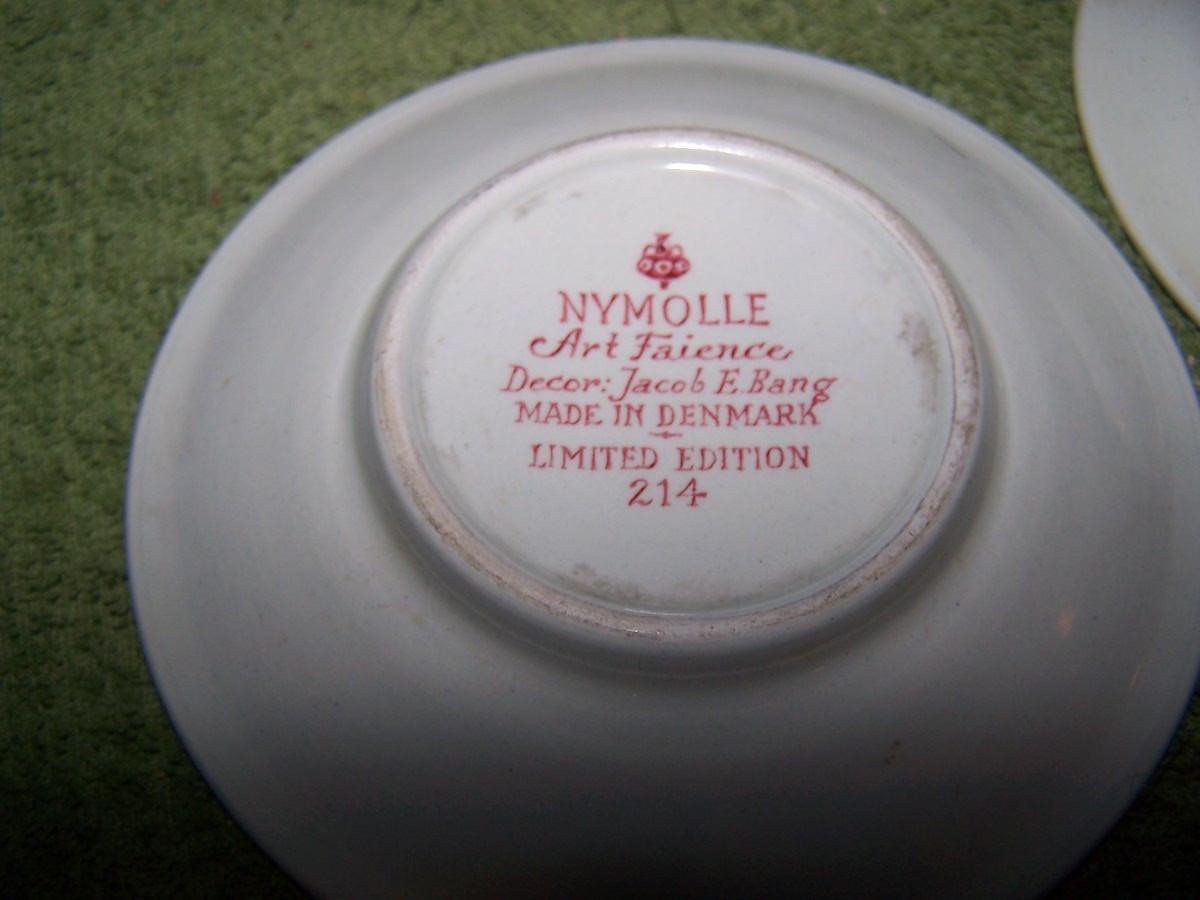 NYMOLLE
Art Faience
Decor: Jacob E. Bang
MADE IN DENMARK
LIMITED EDITION
214